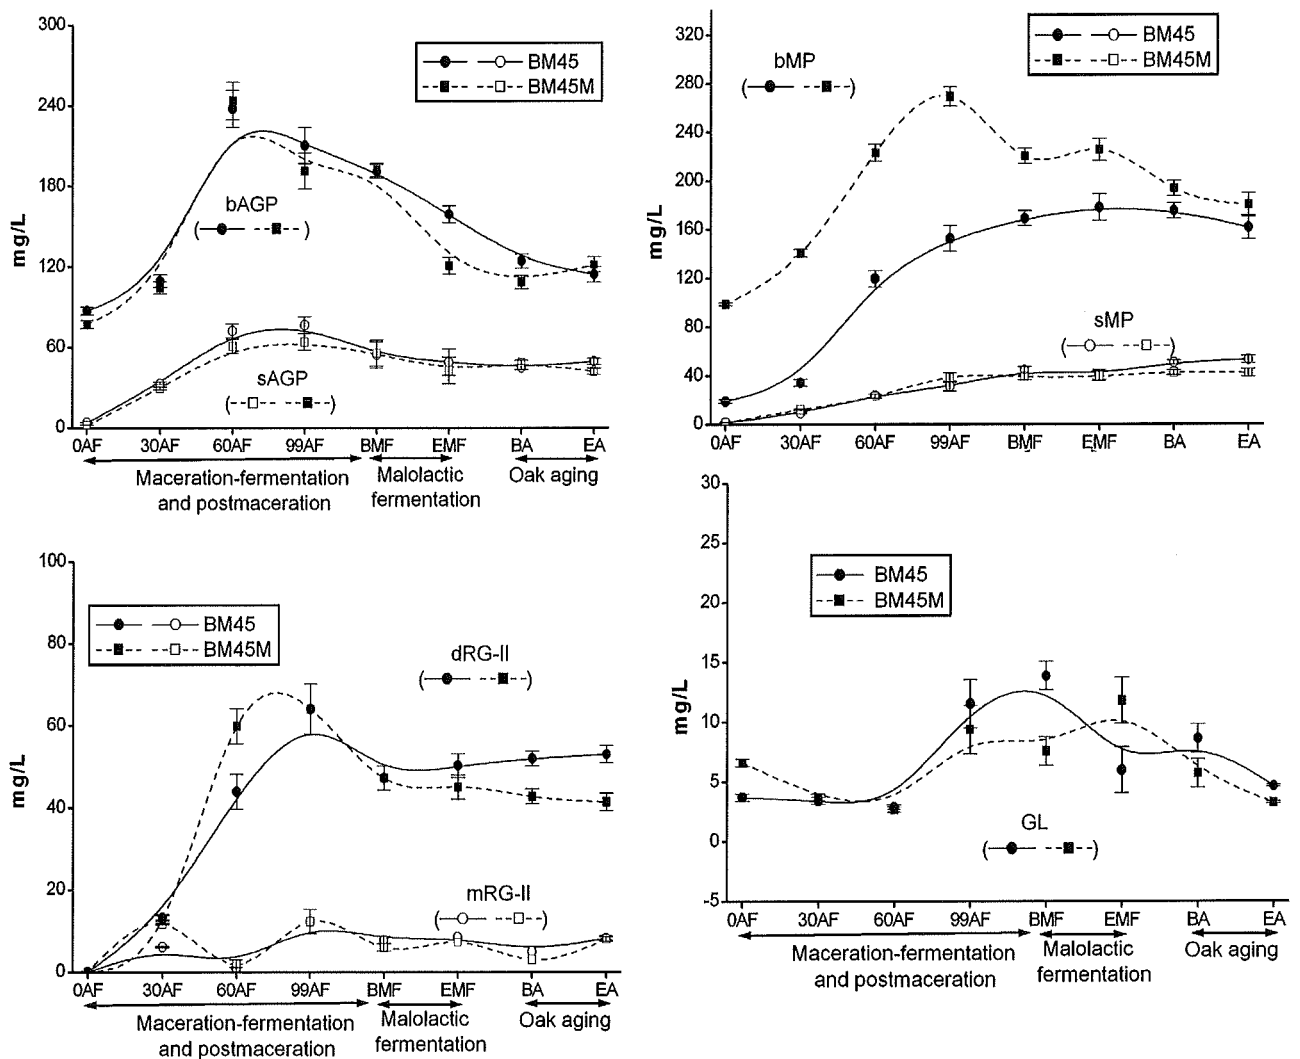 300
240
180
120
60
0
mg/L
BM45
BM45M
bAGP
( )
sAGP
( )
0AF 30AF 60AF 99AF BMF EMF BA EA
Maceration-fermentation
and postmaceration
Malolactic
fermentation
Oak aging
320
280
240
200
160
120
80
40
0
mg/L
BM45
BM45M
bMP
( )
sMP
( )
0AF 30AF 60AF 99AF BMF EMF BA EA
100
80
60
40
20
0
mg/L
BM45
BM45M
dRG-II
( )
mRG-II
( )
0AF 30AF 60AF 99AF BMF EMF BA EA
Maceration-fermentation
and postmaceration
Malolactic
fermentation
Oak aging
30
25
20
15
10
5
0
-5
mg/L
BM45
BM45M
GL
( )
0AF 30AF 60AF 99AF BMF EMF BA EA
Maceration-fermentation
and postmaceration
Malolactic
fermentation
Oak aging